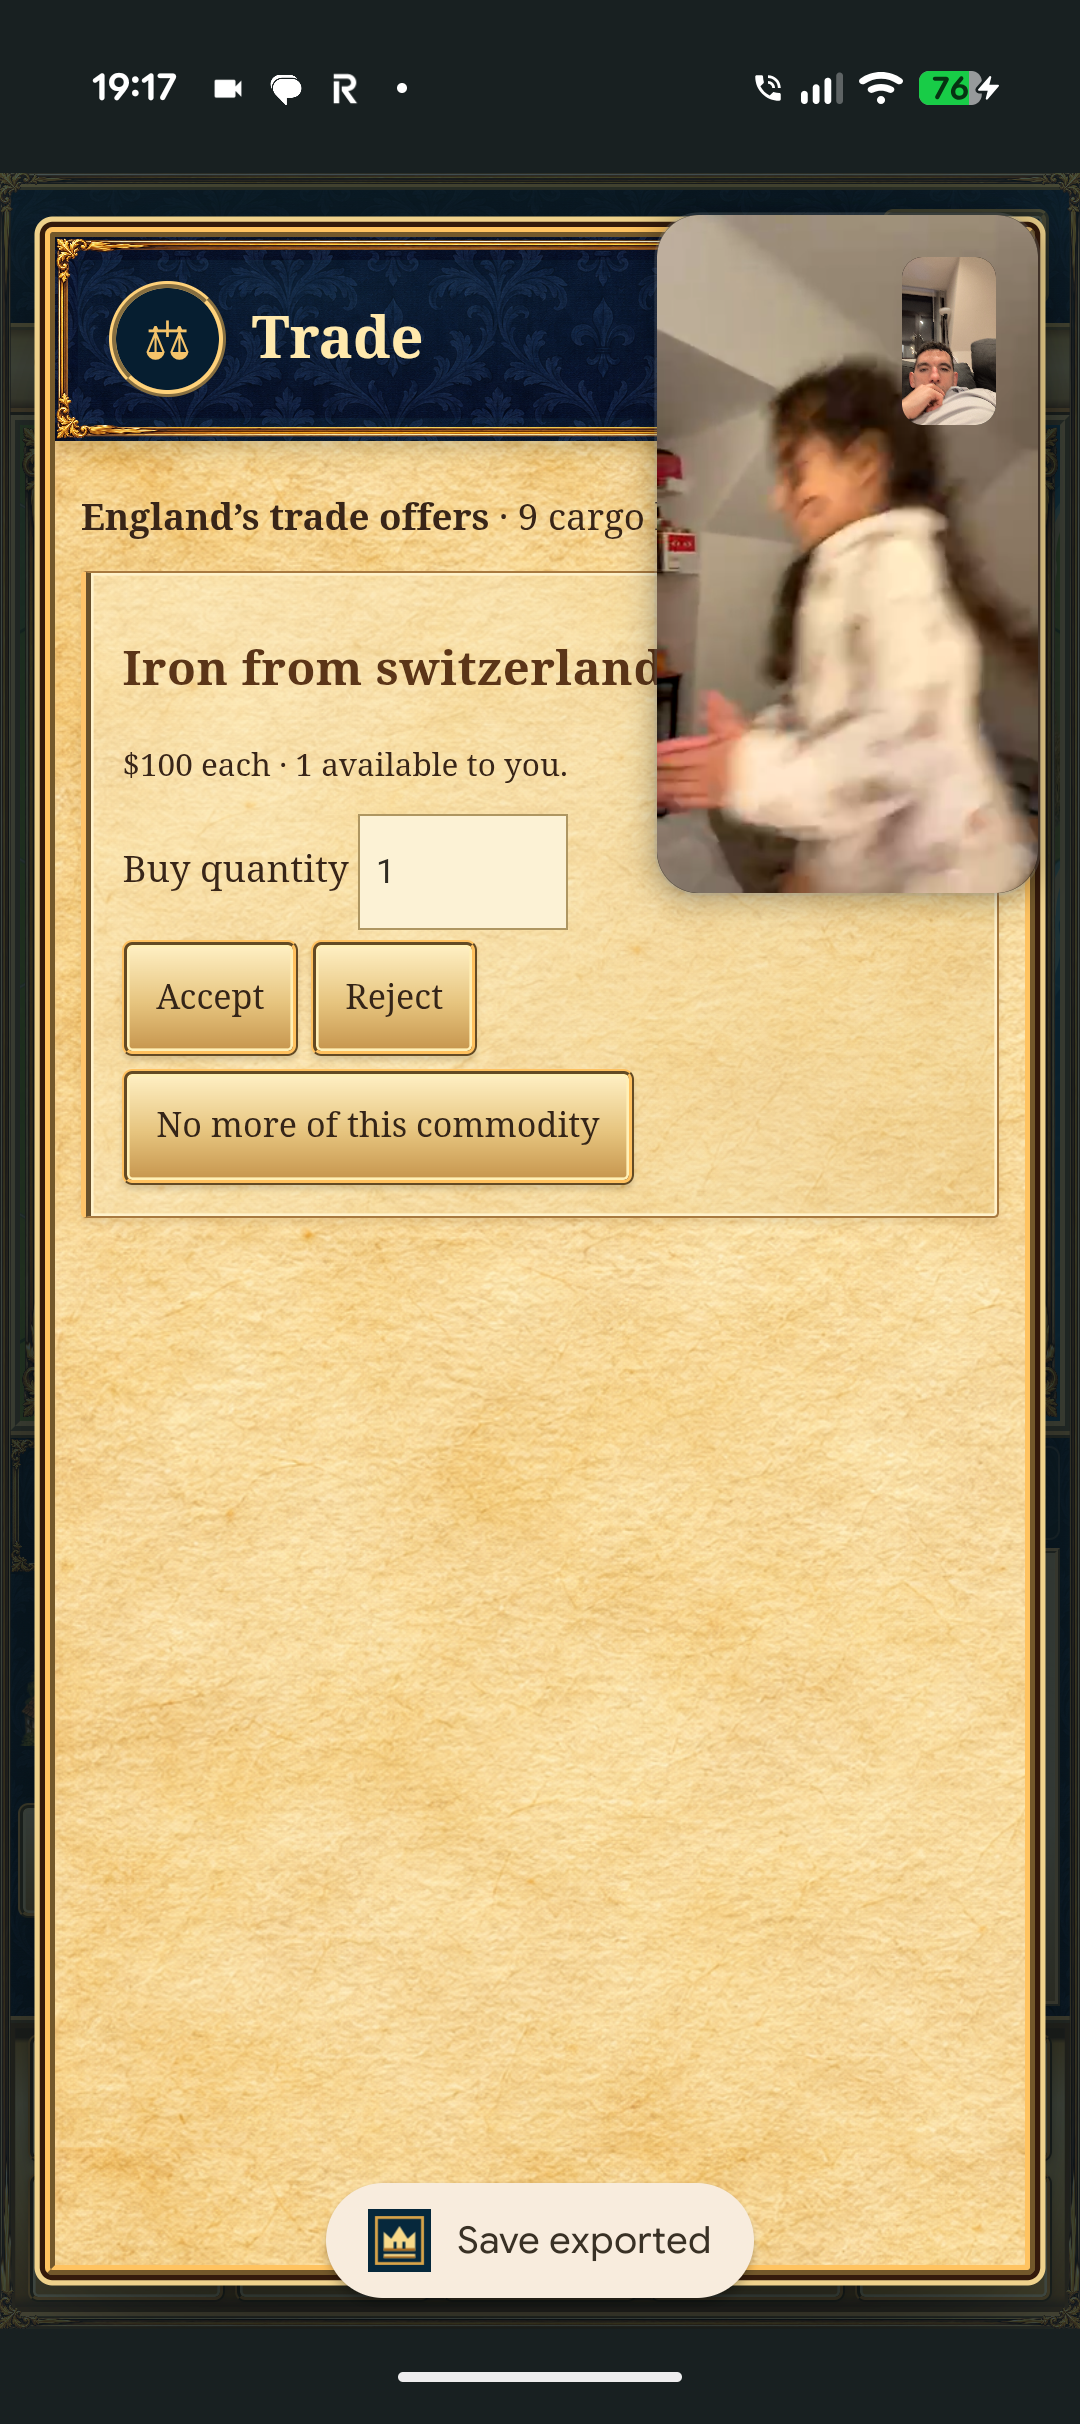 19:17
76
Trade
England’s trade offers · 9 cargo
Iron from switzerland
$100 each · 1 available to you.
Buy quantity 1
Accept Reject
No more of this commodity
Save exported